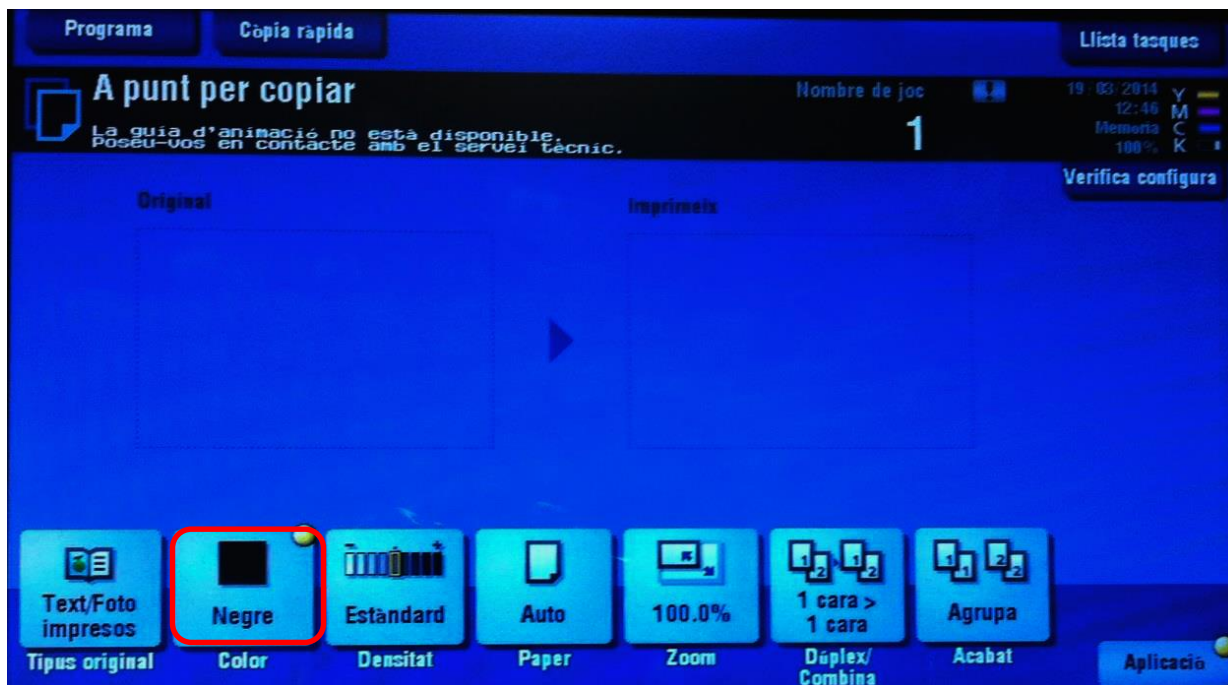 Programa
Còpia ràpida
Llista tasques
A punt per copiar
La guia d'animació no està disponible.
Poseu-vos en contacte amb el servei tècnic.
Nombre de joc
1
19/03/2014
12:46
Memoria
100%
Y
M
C
K
Verifica configura
Original
Imprimeix
Text/Foto
impresos
Negre
Estàndard
Auto
100.0%
1 cara >
1 cara
Agrupa
Tipus original
Color
Densitat
Paper
Zoom
Dúplex/
Combina
Acabat
Aplicació